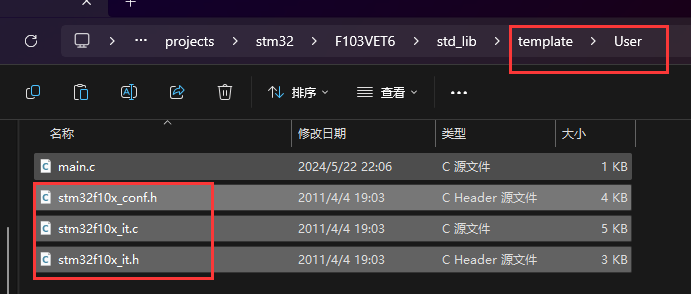 ··· projects stm32 F103VET6 std_lib template User
排序 查看 ···
名称 修改日期 类型 大小
main.c 2024/5/22 22:06 C 源文件 1 KB
stm32f10x_conf.h 2011/4/4 19:03 C Header 源文件 4 KB
stm32f10x_it.c 2011/4/4 19:03 C 源文件 5 KB
stm32f10x_it.h 2011/4/4 19:03 C Header 源文件 3 KB